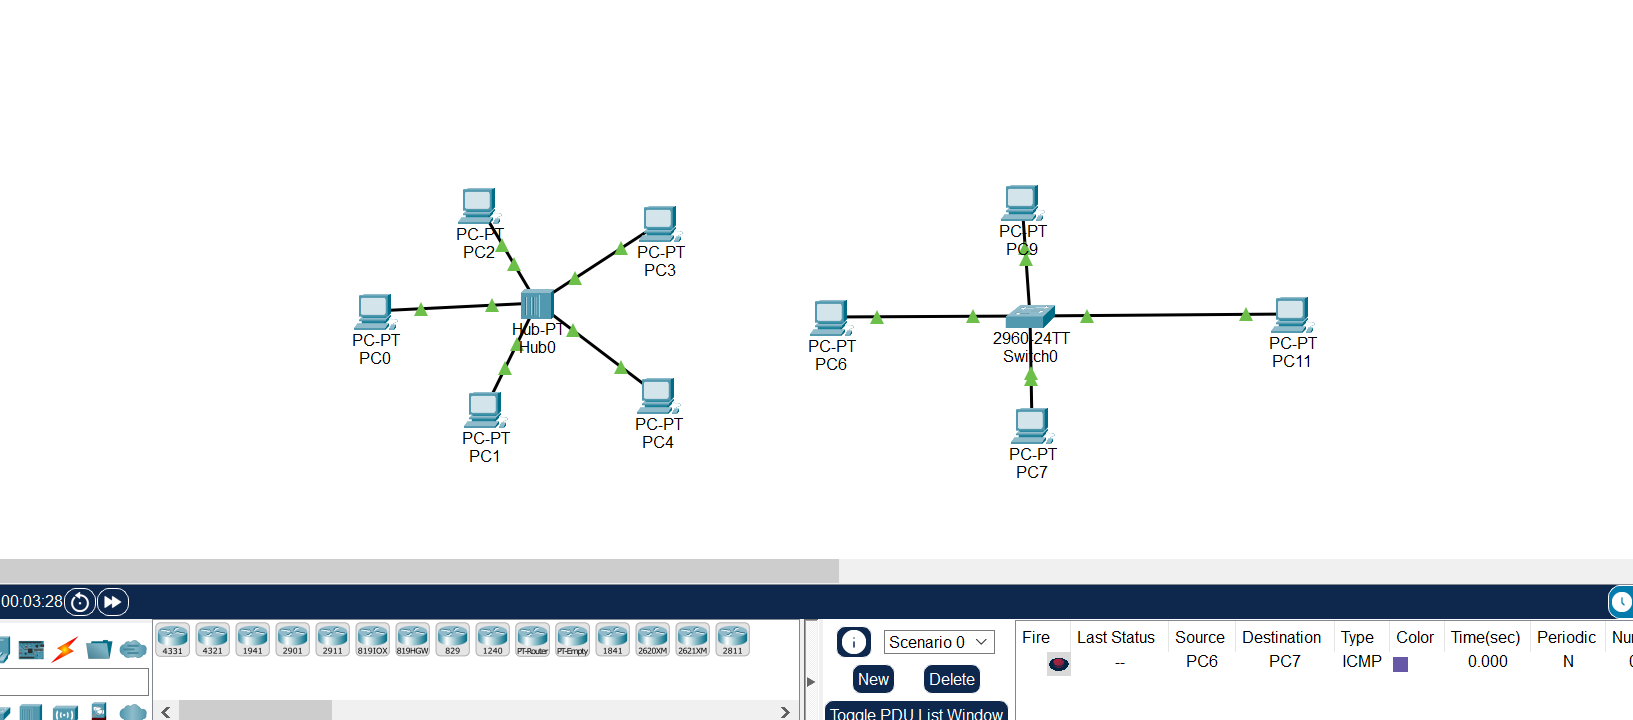 PC-PT
PC2
PC-PT
PC3
PC-PT
PC0
Hub-PT
Hub0
PC-PT
PC1
PC-PT
PC4
PC-PT
PC9
PC-PT
PC6
2960-24TT
Switch0
PC-PT
PC11
PC-PT
PC7
00:03:28
4331 4321 1941 2901 2911 819IOX 819HGW 829 1240 PT-Router PT-Empty 1841 2620XM 2621XM 2811
Scenario 0
New Delete
Toggle PDU List Window
Fire Last Status Source Destination Type Color Time(sec) Periodic
-- PC6 PC7 ICMP 0.000 N